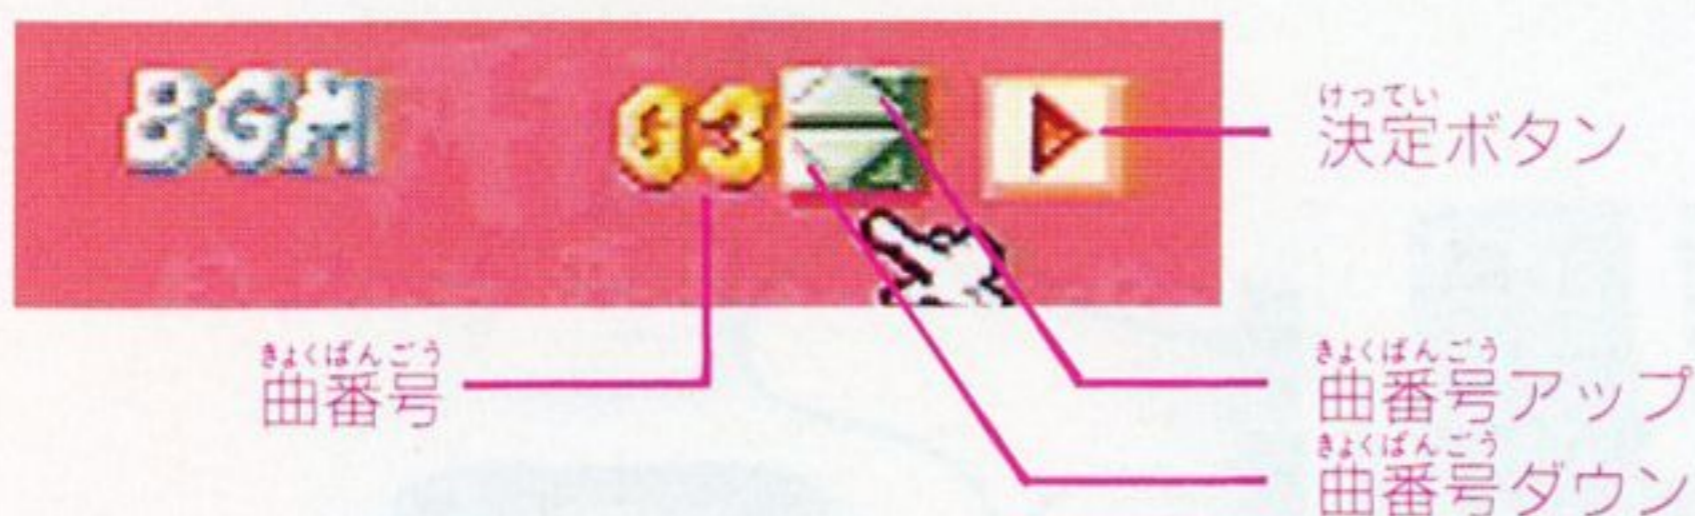 BGM 03
けってい
決定ボタン
きょくばんごう
曲番号
きょくばんごう
曲番号アップ
きょくばんごう
曲番号ダウン